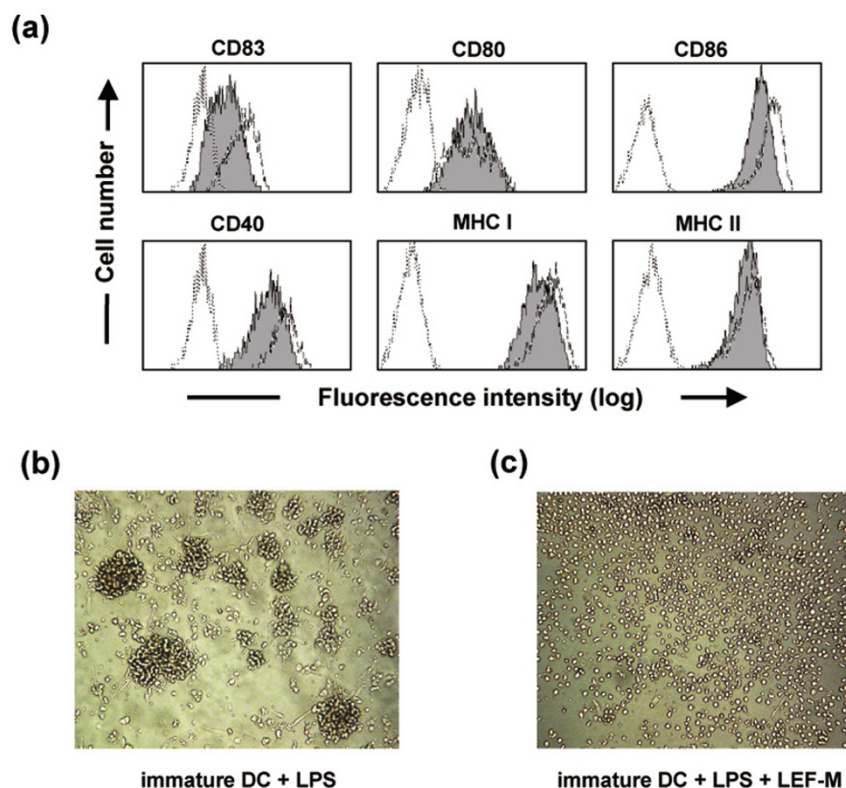 (a)
CD83 CD80 CD86
Cell number
CD40 MHC I MHC II
Fluorescence intensity (log)
(b) (c)
immature DC + LPS immature DC + LPS + LEF-M